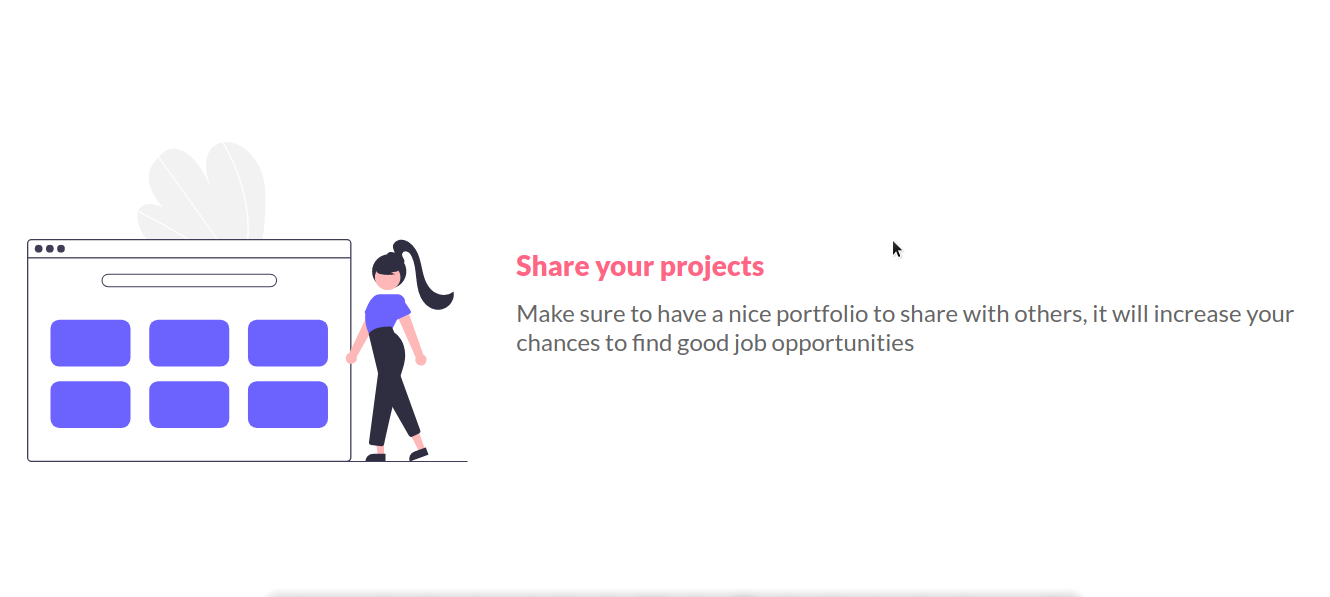 Share your projects
Make sure to have a nice portfolio to share with others, it will increase your
chances to find good job opportunities